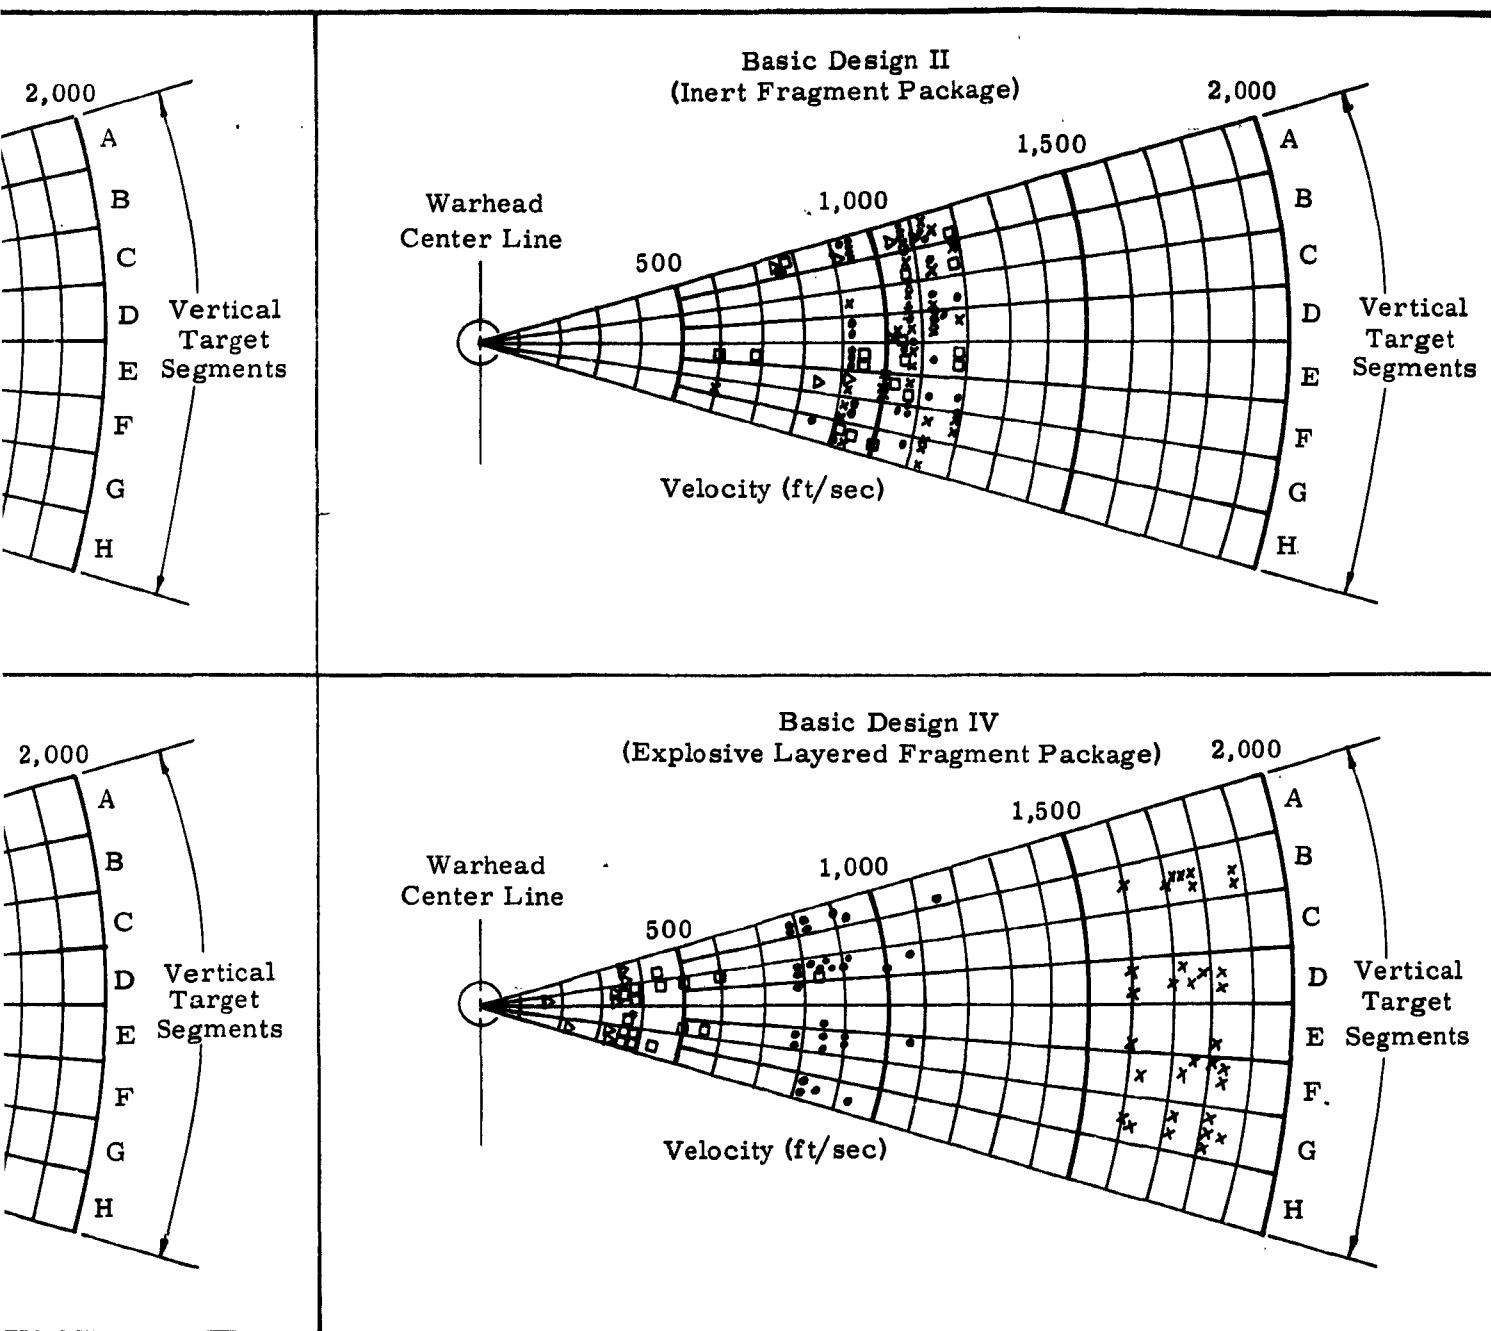 2,000
A
B
C
D
E
F
G
H
Vertical
Target
Segments
Basic Design II
(Inert Fragment Package)
Warhead
Center Line
500
1,000
1,500
2,000
A
B
C
D
E
F
G
H
Vertical
Target
Segments
Velocity (ft/sec)
2,000
A
B
C
D
E
F
G
H
Vertical
Target
Segments
Basic Design IV
(Explosive Layered Fragment Package)
Warhead
Center Line
500
1,000
1,500
2,000
A
B
C
D
E
F
G
H
Vertical
Target
Segments
Velocity (ft/sec)